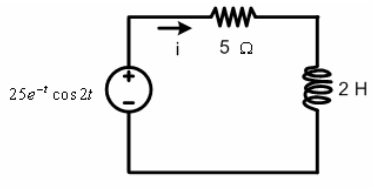 i
5 Ω
25e⁻ᵗ cos 2t
+
−
2 H